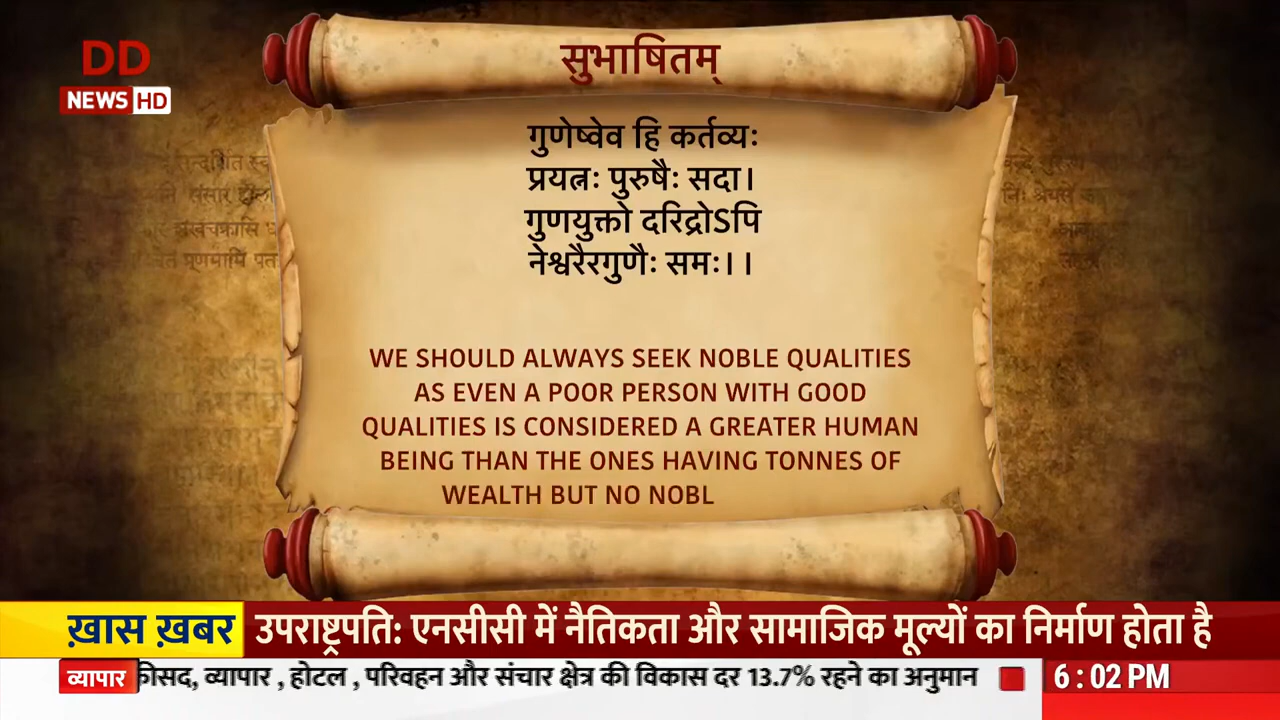 DD
NEWS HD
सुभाषितम्
गुणेष्वेव हि कर्तव्यः
प्रयत्नः पुरुषैः सदा।
गुणयुक्तो दरिद्रोऽपि
नेश्वरैरगुणैः समः।।
WE SHOULD ALWAYS SEEK NOBLE QUALITIES
AS EVEN A POOR PERSON WITH GOOD
QUALITIES IS CONSIDERED A GREATER HUMAN
BEING THAN THE ONES HAVING TONNES OF
WEALTH BUT NO NOBL
ख़ास ख़बर उपराष्ट्रपति: एनसीसी में नैतिकता और सामाजिक मूल्यों का निर्माण होता है
व्यापार फीसद, व्यापार , होटल , परिवहन और संचार क्षेत्र की विकास दर 13.7% रहने का अनुमान 6 : 02 PM